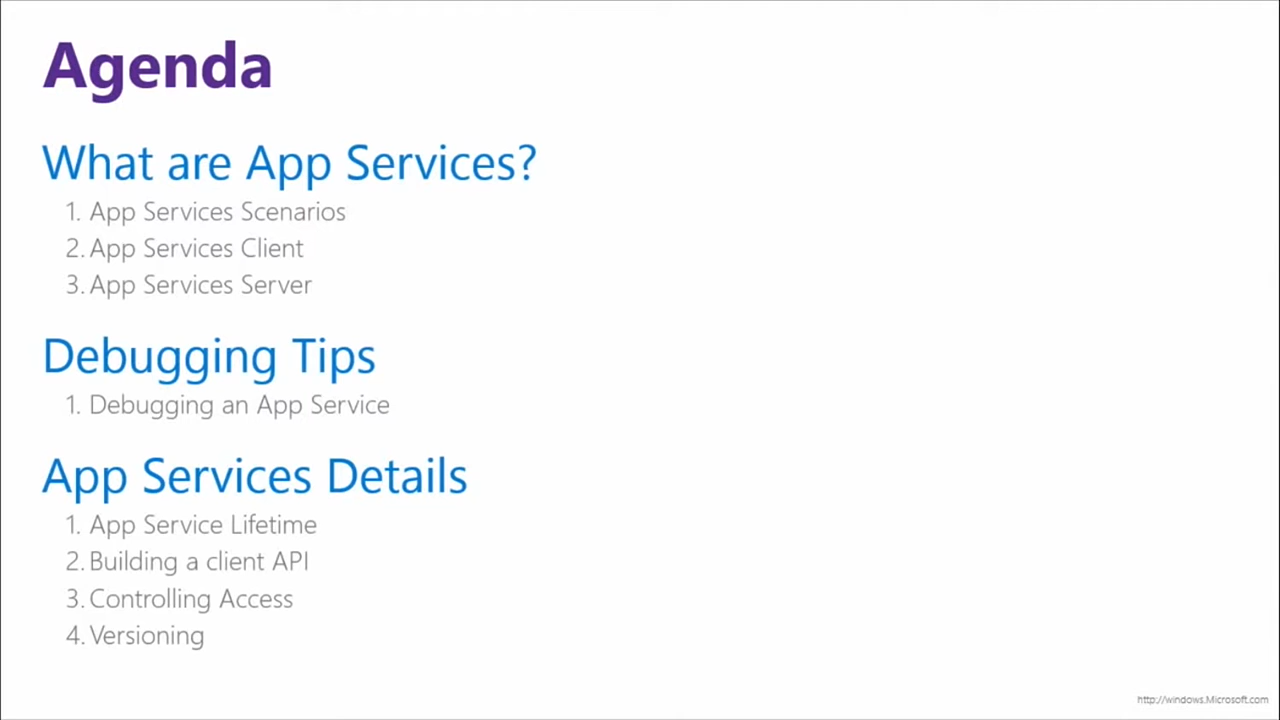 Agenda
What are App Services?
1. App Services Scenarios
2. App Services Client
3. App Services Server
Debugging Tips
1. Debugging an App Service
App Services Details
1. App Service Lifetime
2. Building a client API
3. Controlling Access
4. Versioning
http://windows.Microsoft.com